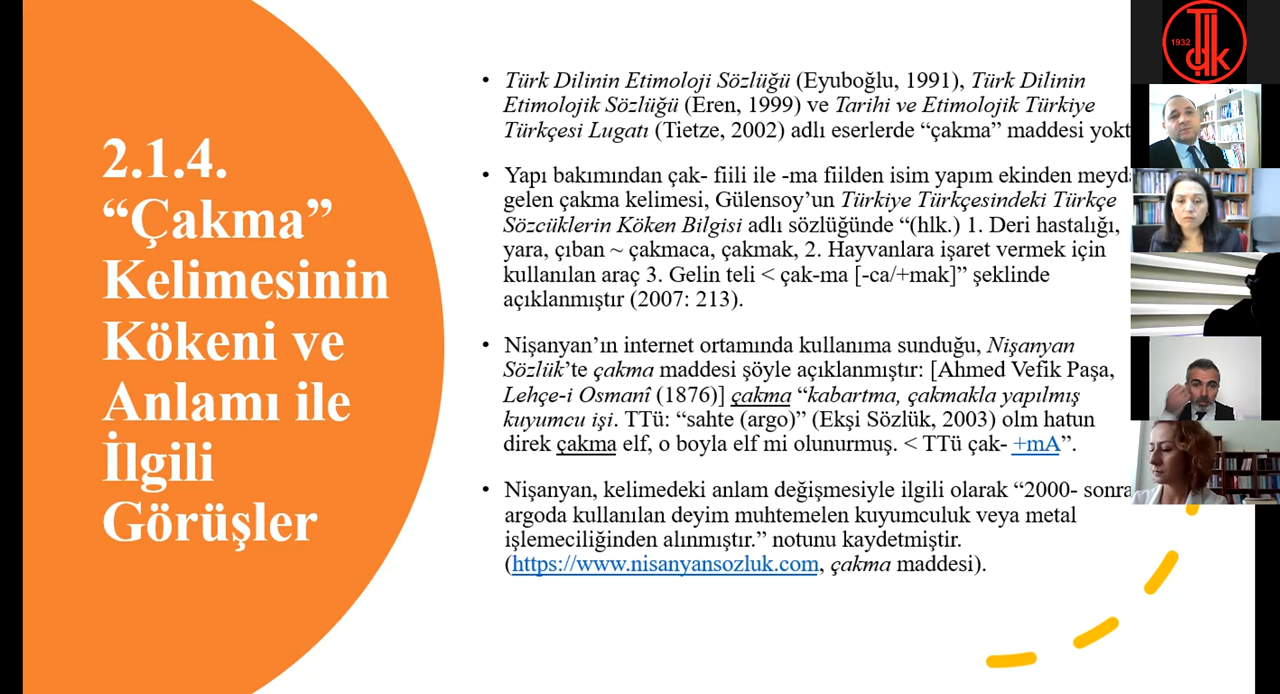 2.1.4.
“Çakma”
Kelimesinin
Kökeni ve
Anlamı ile
İlgili
Görüşler
• Türk Dilinin Etimoloji Sözlüğü (Eyuboğlu, 1991), Türk Dilinin
Etimolojik Sözlüğü (Eren, 1999) ve Tarihi ve Etimolojik Türkiye
Türkçesi Lugatı (Tietze, 2002) adlı eserlerde “çakma” maddesi yokt
• Yapı bakımından çak- fiili ile -ma fiilden isim yapım ekinden meyd
gelen çakma kelimesi, Gülensoy’un Türkiye Türkçesindeki Türkçe
Sözcüklerin Köken Bilgisi adlı sözlüğünde “(hlk.) 1. Deri hastalığı,
yara, çıban ~ çakmaca, çakmak, 2. Hayvanlara işaret vermek için
kullanılan araç 3. Gelin teli < çak-ma [-ca/+mak]” şeklinde
açıklanmıştır (2007: 213).
• Nişanyan’ın internet ortamında kullanıma sunduğu, Nişanyan
Sözlük’te çakma maddesi şöyle açıklanmıştır: [Ahmed Vefik Paşa,
Lehçe-i Osmanî (1876)] çakma “kabartma, çakmakla yapılmış
kuyumcu işi. TTü: “sahte (argo)” (Ekşi Sözlük, 2003) olm hatun
direk çakma elf, o boyla elf mi olunurmuş. < TTü çak- +mA”.
• Nişanyan, kelimedeki anlam değişmesiyle ilgili olarak “2000- sonra
argoda kullanılan deyim muhtemelen kuyumculuk veya metal
işlemeciliğinden alınmıştır.” notunu kaydetmiştir.
(https://www.nisanyansozluk.com, çakma maddesi).
1932